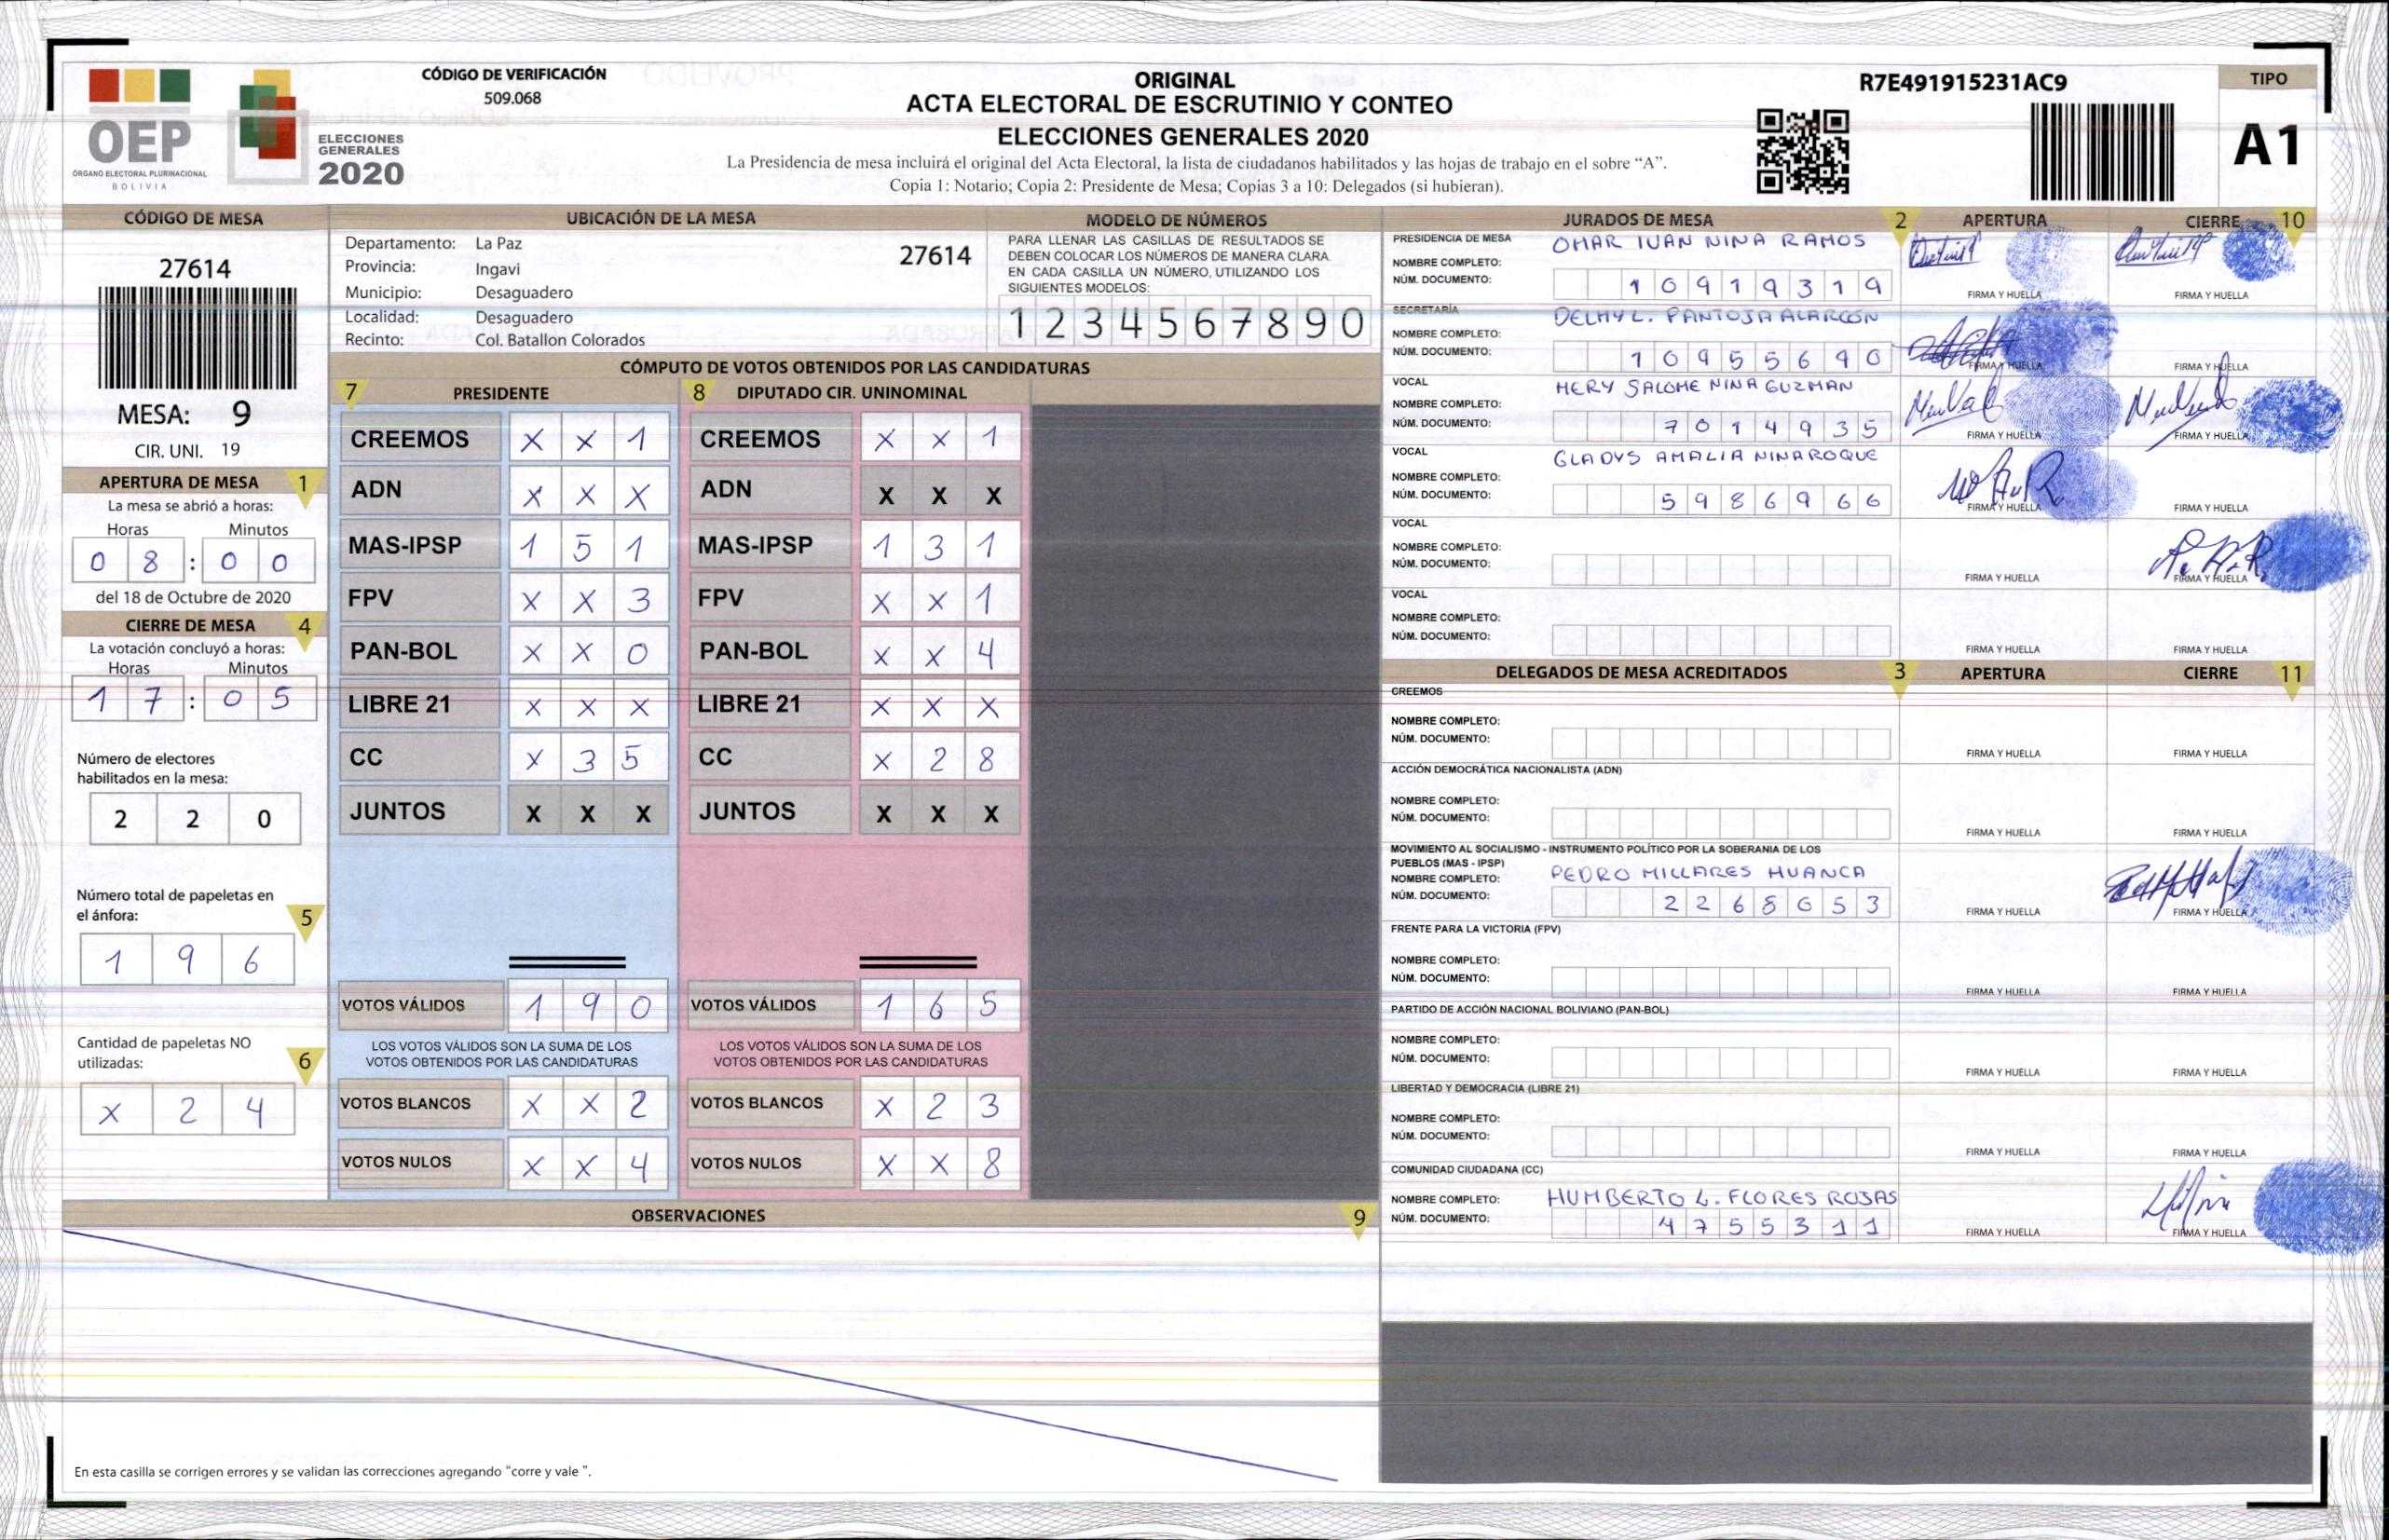 OEP
ÓRGANO ELECTORAL PLURINACIONAL
BOLIVIA
ELECCIONES
GENERALES
2020
CÓDIGO DE VERIFICACIÓN
509.068
ORIGINAL
ACTA ELECTORAL DE ESCRUTINIO Y CONTEO
ELECCIONES GENERALES 2020
La Presidencia de mesa incluirá el original del Acta Electoral, la lista de ciudadanos habilitados y las hojas de trabajo en el sobre “A”.
Copia 1: Notario; Copia 2: Presidente de Mesa; Copias 3 a 10: Delegados (si hubieran).
R7E491915231AC9
TIPO
A1
CÓDIGO DE MESA
27614
MESA: 9
CIR. UNI. 19
APERTURA DE MESA 1
La mesa se abrió a horas:
Horas Minutos
0 8 : 0 0
del 18 de Octubre de 2020
CIERRE DE MESA 4
La votación concluyó a horas:
Horas Minutos
1 7 : 0 5
Número de electores
habilitados en la mesa:
2 2 0
Número total de papeletas en
el ánfora: 5
1 9 6
Cantidad de papeletas NO
utilizadas: 6
X 2 4
UBICACIÓN DE LA MESA
Departamento: La Paz
27614
Provincia: Ingavi
Municipio: Desaguadero
Localidad: Desaguadero
Recinto: Col. Batallon Colorados
MODELO DE NÚMEROS
PARA LLENAR LAS CASILLAS DE RESULTADOS SE
DEBEN COLOCAR LOS NÚMEROS DE MANERA CLARA.
EN CADA CASILLA UN NÚMERO, UTILIZANDO LOS
SIGUIENTES MODELOS:
1 2 3 4 5 6 7 8 9 0
CÓMPUTO DE VOTOS OBTENIDOS POR LAS CANDIDATURAS
7 PRESIDENTE
CREEMOS X X 1
ADN X X X
MAS-IPSP 1 5 1
FPV X X 3
PAN-BOL X X 0
LIBRE 21 X X X
CC X 3 5
JUNTOS X X X
VOTOS VÁLIDOS 1 9 0
LOS VOTOS VÁLIDOS SON LA SUMA DE LOS
VOTOS OBTENIDOS POR LAS CANDIDATURAS
VOTOS BLANCOS X X 2
VOTOS NULOS X X 4
8 DIPUTADO CIR. UNINOMINAL
CREEMOS X X 1
ADN X X X
MAS-IPSP 1 3 1
FPV X X 1
PAN-BOL X X 4
LIBRE 21 X X X
CC X 2 8
JUNTOS X X X
VOTOS VÁLIDOS 1 6 5
LOS VOTOS VÁLIDOS SON LA SUMA DE LOS
VOTOS OBTENIDOS POR LAS CANDIDATURAS
VOTOS BLANCOS X 2 3
VOTOS NULOS X X 8
OBSERVACIONES 9
En esta casilla se corrigen errores y se validan las correcciones agregando “corre y vale ”.
JURADOS DE MESA 2 APERTURA CIERRE 10
PRESIDENCIA DE MESA
NOMBRE COMPLETO: OMAR IVAN NINA RAMOS
NÚM. DOCUMENTO: 1 0 9 1 9 3 1 9
FIRMA Y HUELLA FIRMA Y HUELLA
SECRETARÍA
NOMBRE COMPLETO: DELMY L. PANTOJA ALARCÓN
NÚM. DOCUMENTO: 1 0 9 5 5 6 9 0
FIRMA Y HUELLA FIRMA Y HUELLA
VOCAL
NOMBRE COMPLETO: MERY SALOME NINA GUZMAN
NÚM. DOCUMENTO: 7 0 1 4 9 3 5
FIRMA Y HUELLA FIRMA Y HUELLA
VOCAL
NOMBRE COMPLETO: GLADYS AMALIA NINA ROQUE
NÚM. DOCUMENTO: 5 9 8 6 9 6 6
FIRMA Y HUELLA FIRMA Y HUELLA
VOCAL
NOMBRE COMPLETO:
NÚM. DOCUMENTO:
FIRMA Y HUELLA FIRMA Y HUELLA
VOCAL
NOMBRE COMPLETO:
NÚM. DOCUMENTO:
FIRMA Y HUELLA FIRMA Y HUELLA
DELEGADOS DE MESA ACREDITADOS 3 APERTURA CIERRE 11
CREEMOS
NOMBRE COMPLETO:
NÚM. DOCUMENTO:
FIRMA Y HUELLA FIRMA Y HUELLA
ACCIÓN DEMOCRÁTICA NACIONALISTA (ADN)
NOMBRE COMPLETO:
NÚM. DOCUMENTO:
FIRMA Y HUELLA FIRMA Y HUELLA
MOVIMIENTO AL SOCIALISMO - INSTRUMENTO POLÍTICO POR LA SOBERANIA DE LOS
PUEBLOS (MAS - IPSP)
NOMBRE COMPLETO: PEDRO MILLARES HUANCA
NÚM. DOCUMENTO: 2 2 6 8 6 5 3
FIRMA Y HUELLA FIRMA Y HUELLA
FRENTE PARA LA VICTORIA (FPV)
NOMBRE COMPLETO:
NÚM. DOCUMENTO:
FIRMA Y HUELLA FIRMA Y HUELLA
PARTIDO DE ACCIÓN NACIONAL BOLIVIANO (PAN-BOL)
NOMBRE COMPLETO:
NÚM. DOCUMENTO:
FIRMA Y HUELLA FIRMA Y HUELLA
LIBERTAD Y DEMOCRACIA (LIBRE 21)
NOMBRE COMPLETO:
NÚM. DOCUMENTO:
FIRMA Y HUELLA FIRMA Y HUELLA
COMUNIDAD CIUDADANA (CC)
NOMBRE COMPLETO: HUMBERTO L. FLORES ROJAS
NÚM. DOCUMENTO: 4 7 5 5 3 1 1
FIRMA Y HUELLA FIRMA Y HUELLA